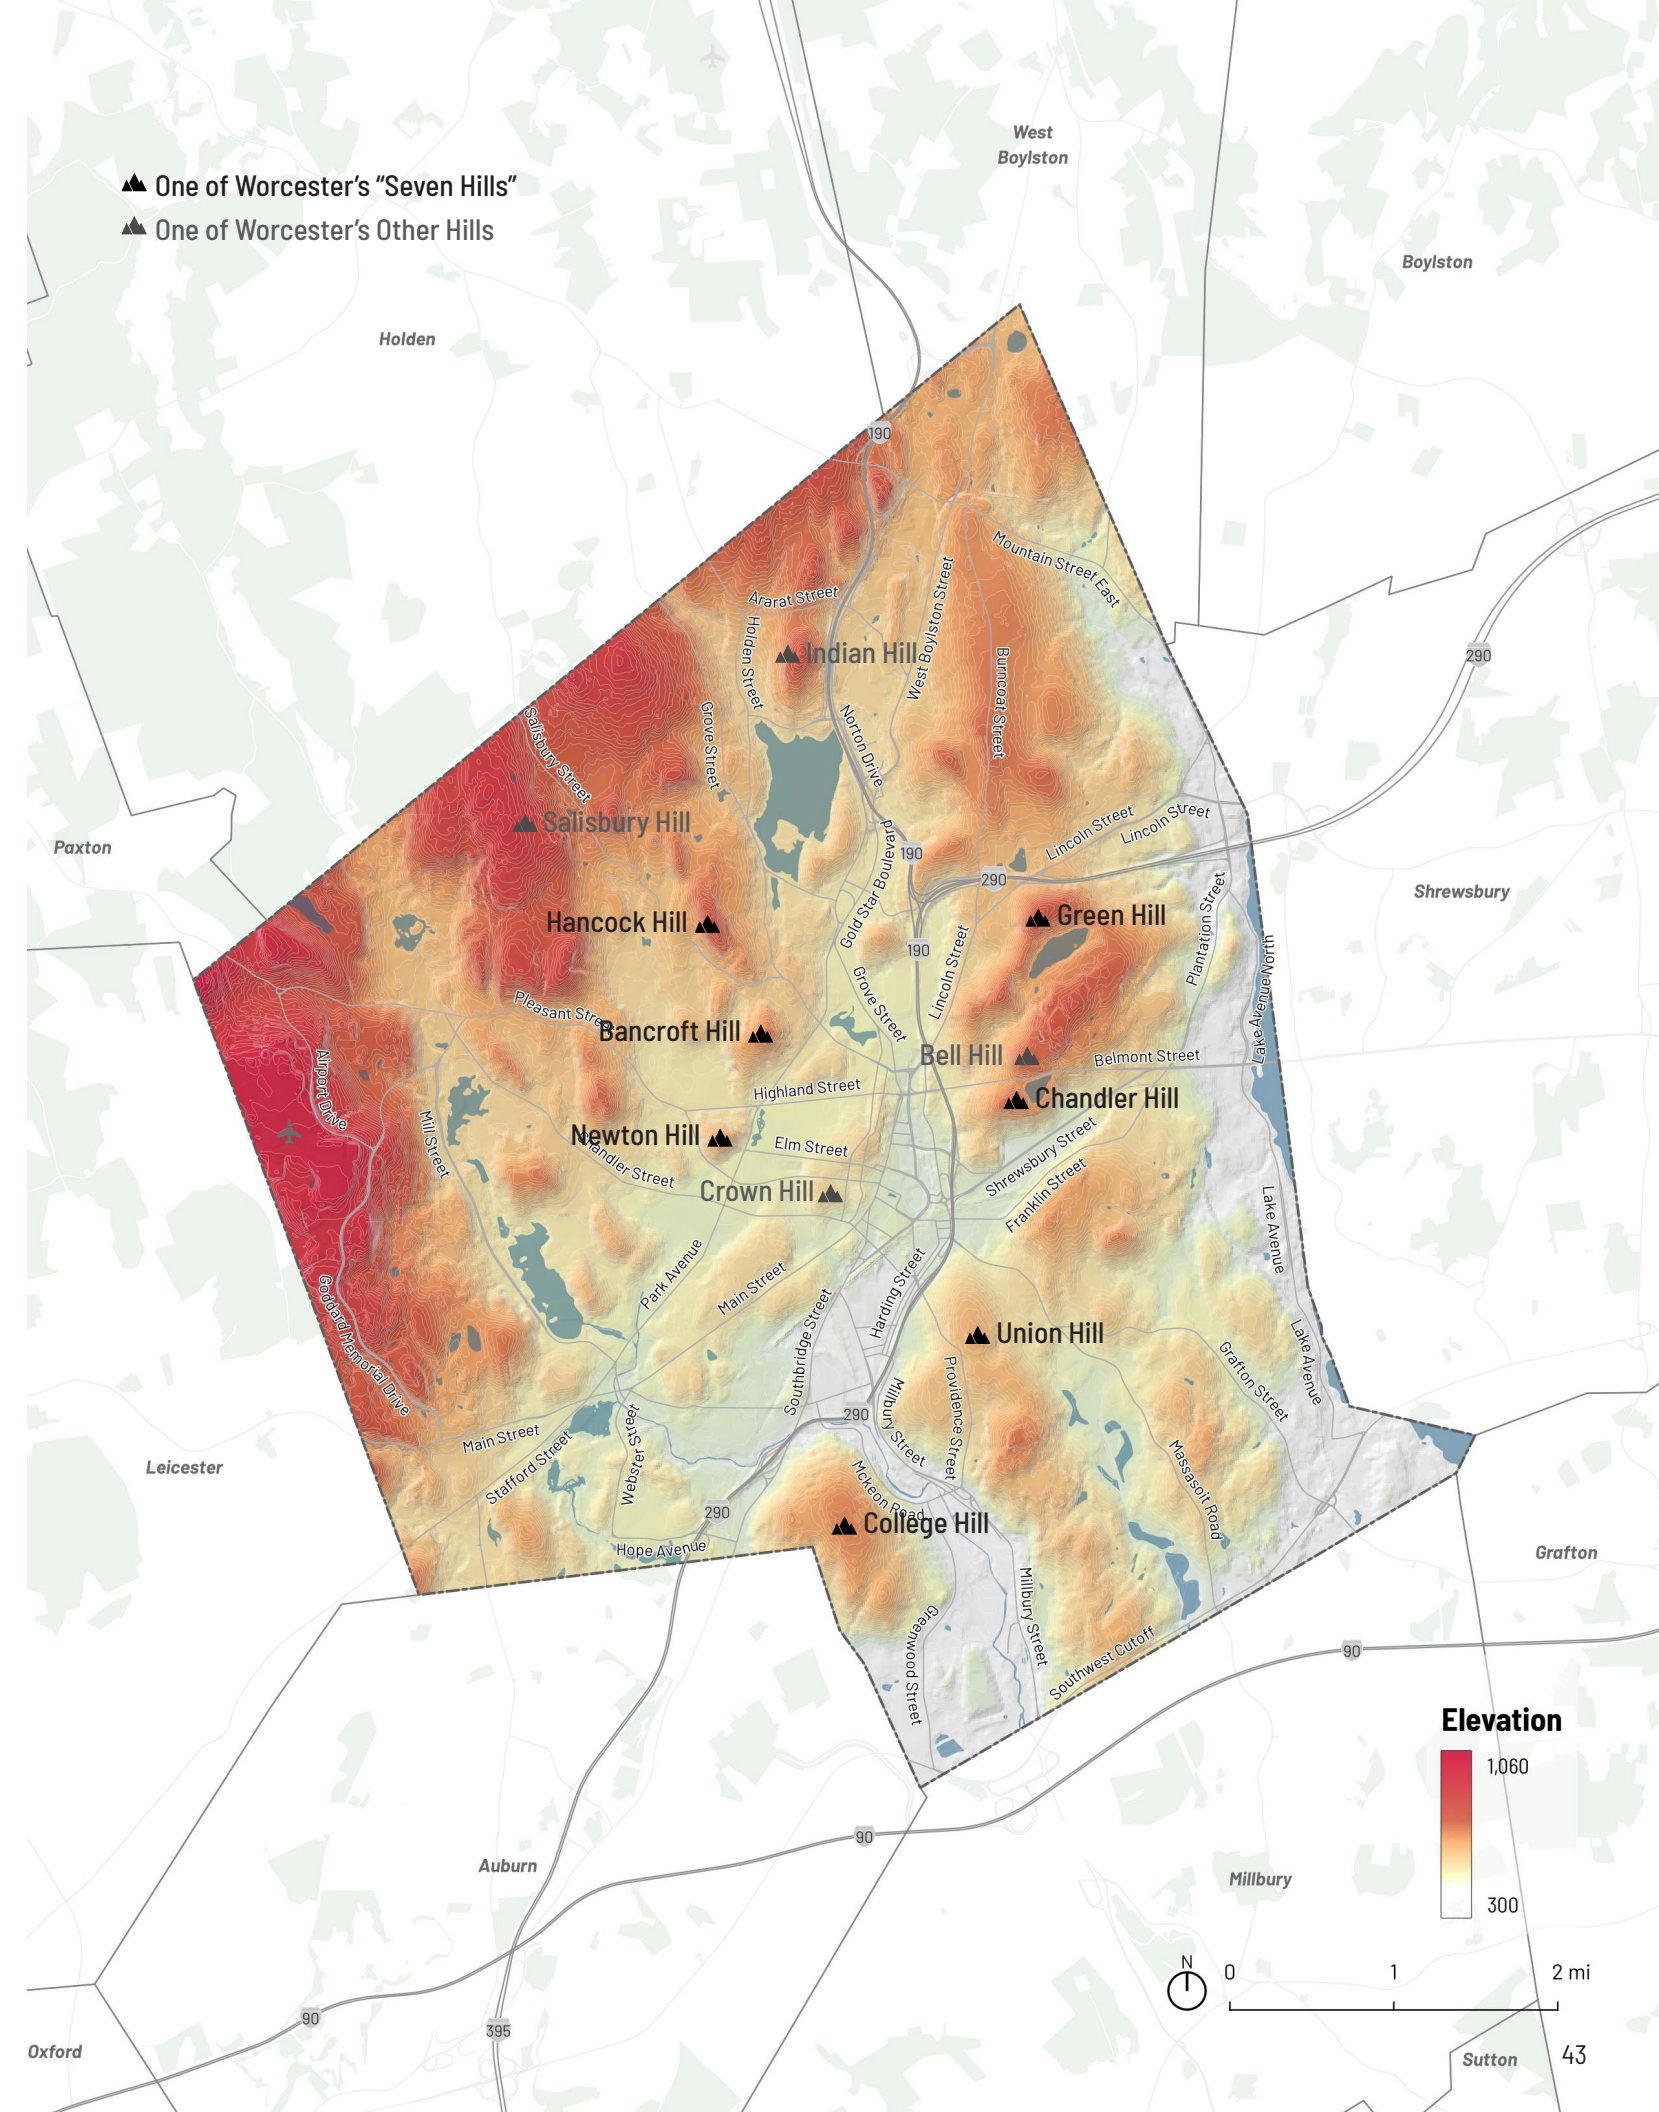 West
Boylston
One of Worcester's “Seven Hills”
One of Worcester's Other Hills
Boylston
Holden
190
Mountain Street East
West Boylston Street
Ararat Street
Holden Street
Indian Hill
Burncoat Street
290
Salisbury Street
Grove Street
Norton Drive
Salisbury Hill
Lincoln Street
Lincoln Street
Paxton
Gold Star Boulevard
190
290
Plantation Street
Shrewsbury
Hancock Hill
Green Hill
190
Lincoln Street
Lake Avenue North
Grove Street
Pleasant Street
Bancroft Hill
Bell Hill
Belmont Street
Airport Drive
Highland Street
Chandler Hill
Mill Street
Newton Hill
Elm Street
Chandler Street
Shrewsbury Street
Franklin Street
Crown Hill
Lake Avenue
Park Avenue
Main Street
Harding Street
Goddard Memorial Drive
Southbridge Street
Union Hill
Lake Avenue
Grafton Street
Providence Street
Millbury Street
290
Main Street
Webster Street
Stafford Street
Massasoit Road
Leicester
Mckeon Road
290
College Hill
Hope Avenue
Grafton
Millbury Street
Greenwood Street
Southwest Cutoff
90
Elevation
1,060
90
Auburn
Millbury
300
N
0
1
2 mi
90
395
Oxford
Sutton
43